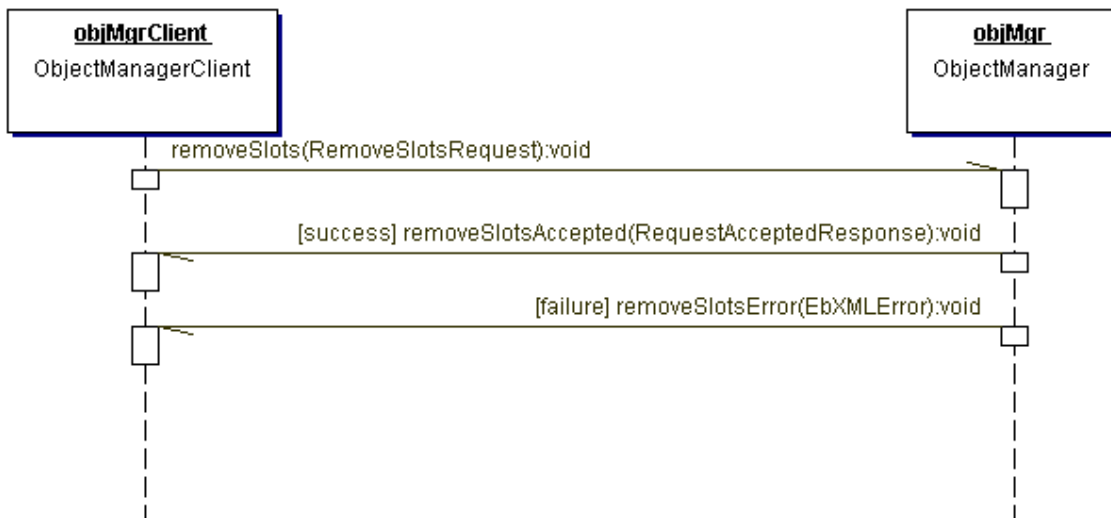 objMgrClient
ObjectManagerClient
objMgr
ObjectManager
removeSlots(RemoveSlotsRequest):void
[success] removeSlotsAccepted(RequestAcceptedResponse):void
[failure] removeSlotsError(EbXMLError):void